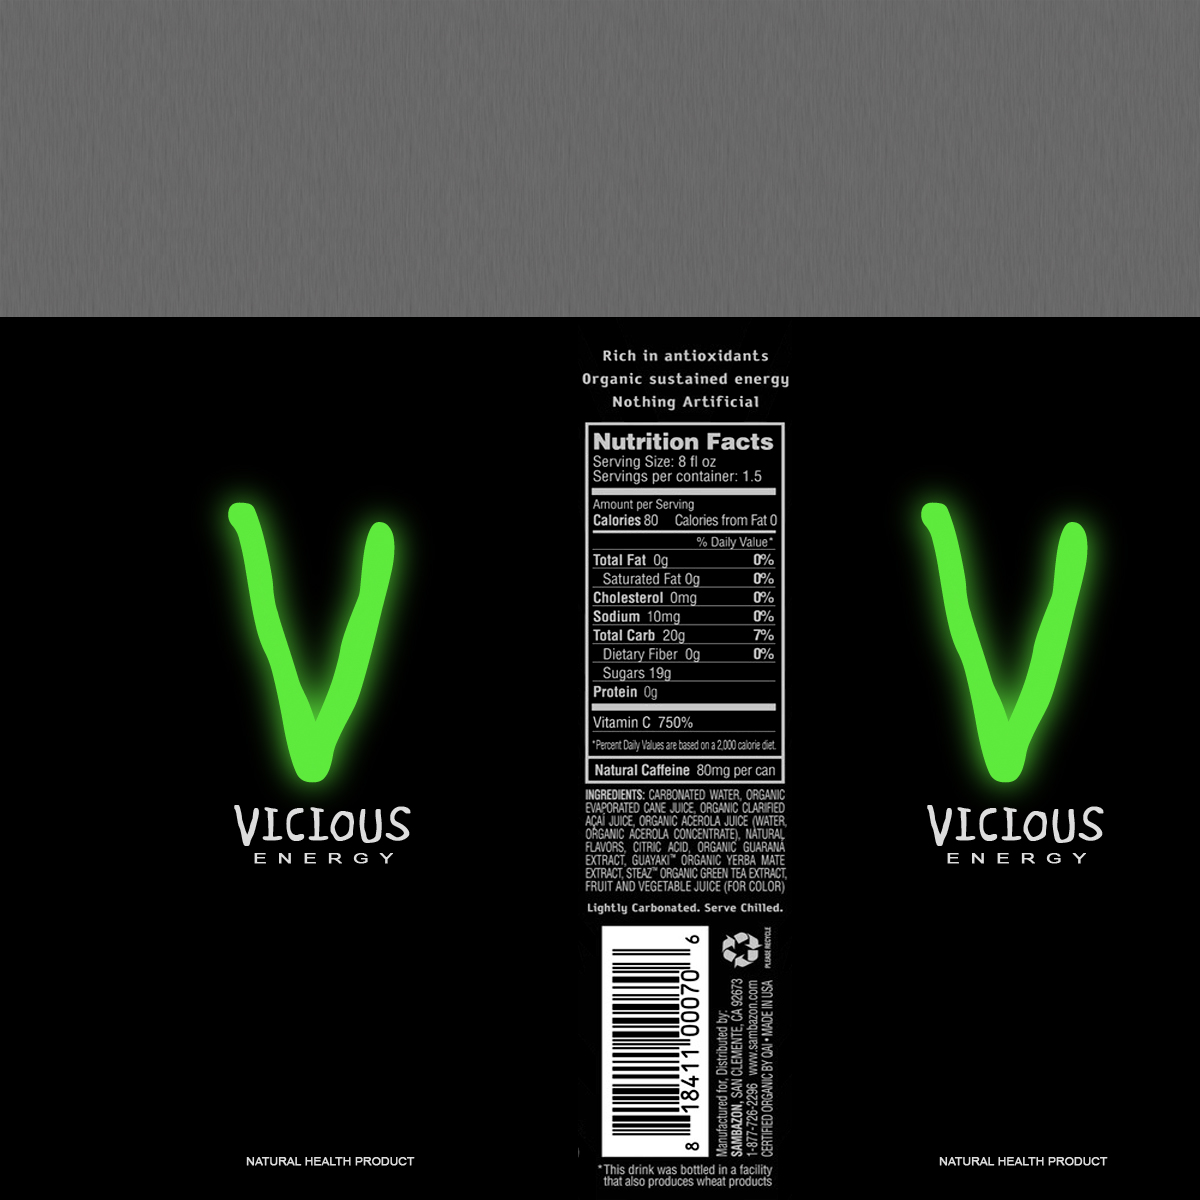 V
VICIOUS
ENERGY
NATURAL HEALTH PRODUCT
Rich in antioxidants
Organic sustained energy
Nothing Artificial
Nutrition Facts
Serving Size: 8 fl oz
Servings per container: 1.5
Amount per Serving
Calories 80 Calories from Fat 0
% Daily Value*
Total Fat 0g 0%
Saturated Fat 0g 0%
Cholesterol 0mg 0%
Sodium 10mg 0%
Total Carb 20g 7%
Dietary Fiber 0g 0%
Sugars 19g
Protein 0g
Vitamin C 750%
*Percent Daily Values are based on a 2,000 calorie diet.
Natural Caffeine 80mg per can
INGREDIENTS: CARBONATED WATER, ORGANIC
EVAPORATED CANE JUICE, ORGANIC CLARIFIED
AÇAÍ JUICE, ORGANIC ACEROLA JUICE (WATER,
ORGANIC ACEROLA CONCENTRATE), NATURAL
FLAVORS, CITRIC ACID, ORGANIC GUARANÁ
EXTRACT, GUAYAKI™ ORGANIC YERBA MATE
EXTRACT, STEAZ™ ORGANIC GREEN TEA EXTRACT,
FRUIT AND VEGETABLE JUICE (FOR COLOR)
Lightly Carbonated. Serve Chilled.
8 18411 00070 6
PLEASE RECYCLE
Manufactured for, Distributed by:
SAMBAZON, SAN CLEMENTE, CA 92673
1-877-726-2296 www.sambazon.com
CERTIFIED ORGANIC BY QAI • MADE IN USA
*This drink was bottled in a facility
that also produces wheat products
V
VICIOUS
ENERGY
NATURAL HEALTH PRODUCT